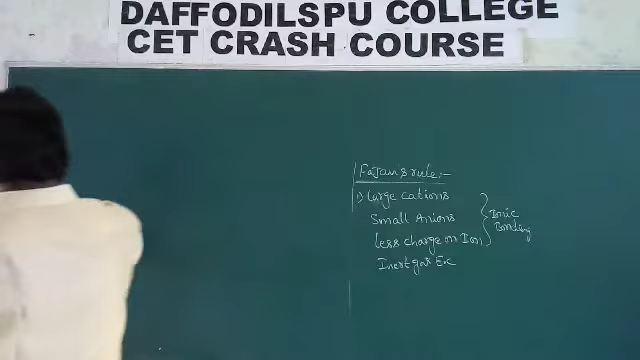 DAFFODILSPU COLLEGE
CET CRASH COURSE
Fajan's rule:-
1) large cations
Small Anions
less charge on Ion
Inert gas E.C
} Ionic
Bonding